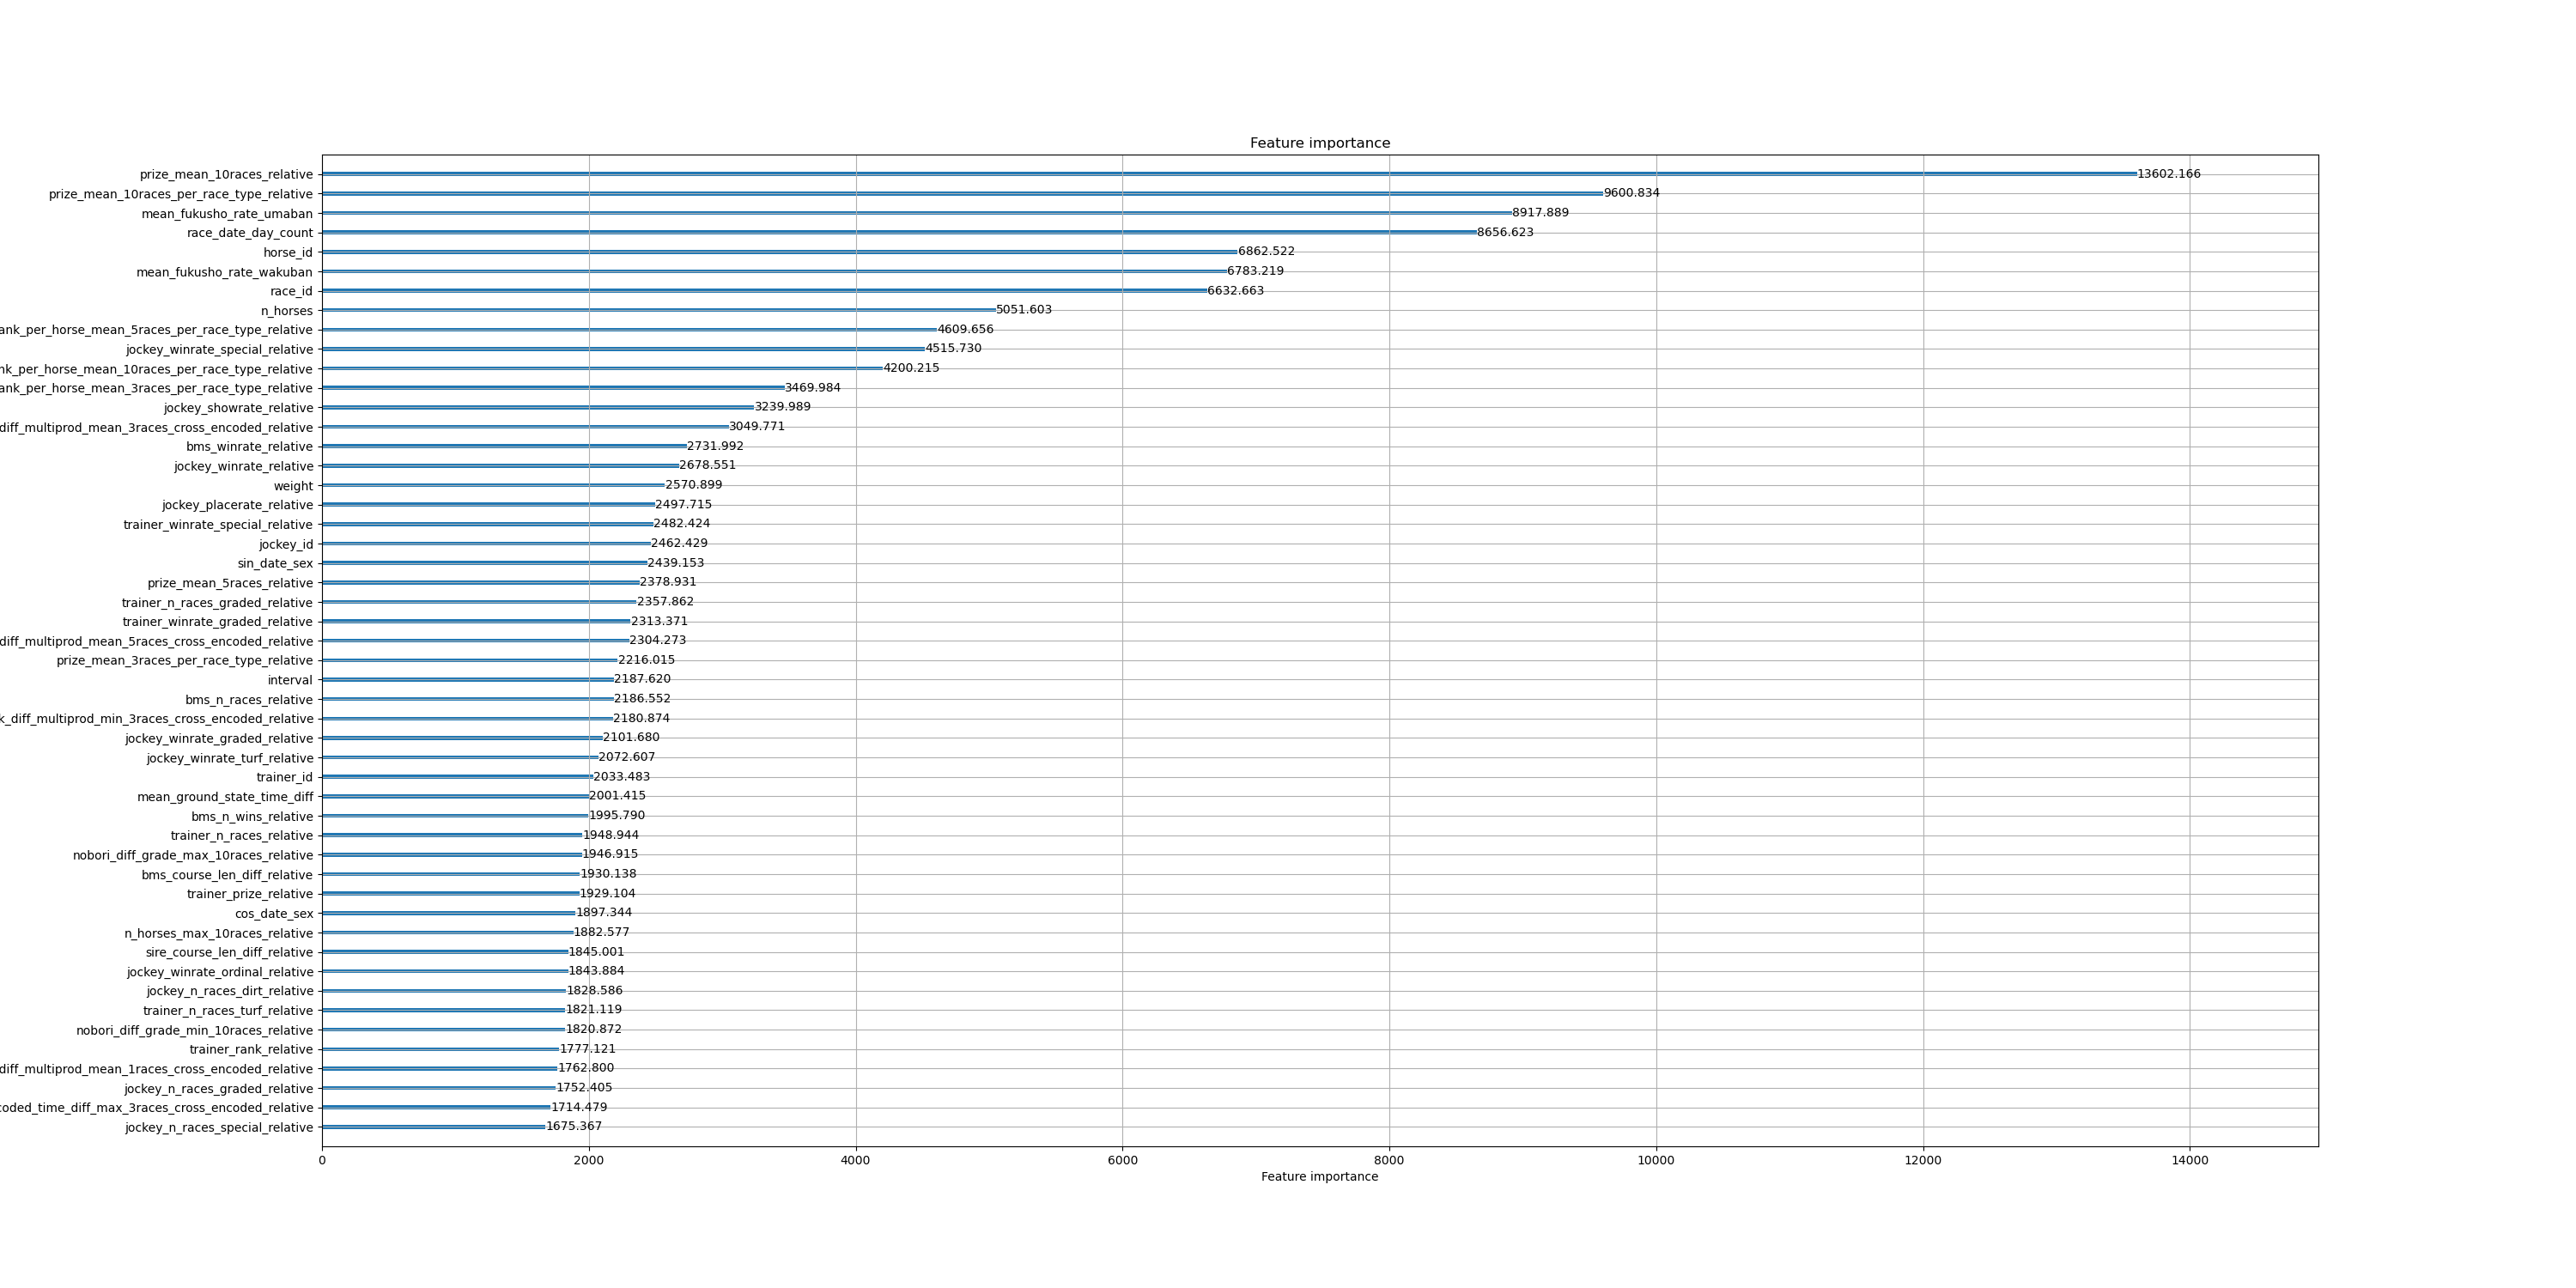 Feature importance
prize_mean_10races_relative 13602.166
prize_mean_10races_per_race_type_relative 9600.834
mean_fukusho_rate_umaban 8917.889
race_date_day_count 8656.623
horse_id 6862.522
mean_fukusho_rate_wakuban 6783.219
race_id 6632.663
n_horses 5051.603
ank_per_horse_mean_5races_per_race_type_relative 4609.656
jockey_winrate_special_relative 4515.730
nk_per_horse_mean_10races_per_race_type_relative 4200.215
ank_per_horse_mean_3races_per_race_type_relative 3469.984
jockey_showrate_relative 3239.989
diff_multiprod_mean_3races_cross_encoded_relative 3049.771
bms_winrate_relative 2731.992
jockey_winrate_relative 2678.551
weight 2570.899
jockey_placerate_relative 2497.715
trainer_winrate_special_relative 2482.424
jockey_id 2462.429
sin_date_sex 2439.153
prize_mean_5races_relative 2378.931
trainer_n_races_graded_relative 2357.862
trainer_winrate_graded_relative 2313.371
diff_multiprod_mean_5races_cross_encoded_relative 2304.273
prize_mean_3races_per_race_type_relative 2216.015
interval 2187.620
bms_n_races_relative 2186.552
k_diff_multiprod_min_3races_cross_encoded_relative 2180.874
jockey_winrate_graded_relative 2101.680
jockey_winrate_turf_relative 2072.607
trainer_id 2033.483
mean_ground_state_time_diff 2001.415
bms_n_wins_relative 1995.790
trainer_n_races_relative 1948.944
nobori_diff_grade_max_10races_relative 1946.915
bms_course_len_diff_relative 1930.138
trainer_prize_relative 1929.104
cos_date_sex 1897.344
n_horses_max_10races_relative 1882.577
sire_course_len_diff_relative 1845.001
jockey_winrate_ordinal_relative 1843.884
jockey_n_races_dirt_relative 1828.586
trainer_n_races_turf_relative 1821.119
nobori_diff_grade_min_10races_relative 1820.872
trainer_rank_relative 1777.121
diff_multiprod_mean_1races_cross_encoded_relative 1762.800
jockey_n_races_graded_relative 1752.405
coded_time_diff_max_3races_cross_encoded_relative 1714.479
jockey_n_races_special_relative 1675.367
0 2000 4000 6000 8000 10000 12000 14000
Feature importance